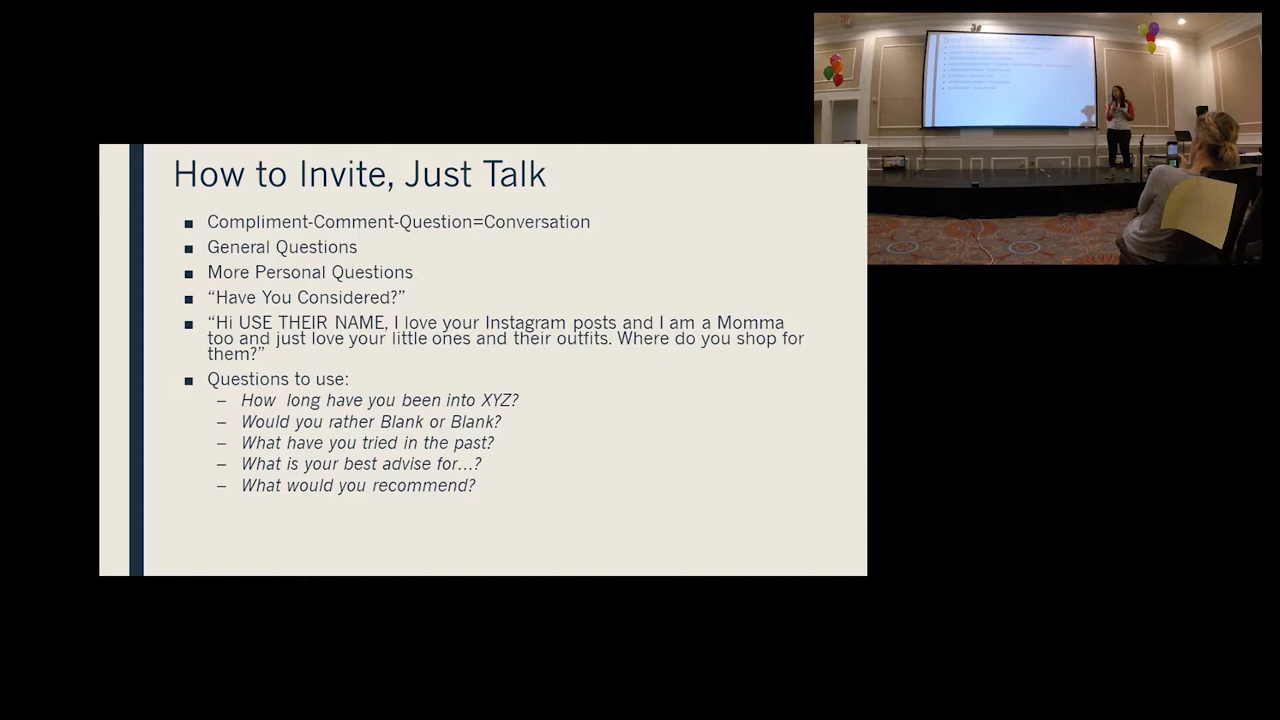 How to Invite, Just Talk
Compliment-Comment-Question=Conversation
General Questions
More Personal Questions
“Have You Considered?”
“Hi USE THEIR NAME, I love your Instagram posts and I am a Momma
too and just love your little ones and their outfits. Where do you shop for
them?”
Questions to use:
– How  long have you been into XYZ?
– Would you rather Blank or Blank?
– What have you tried in the past?
– What is your best advise for...?
– What would you recommend?